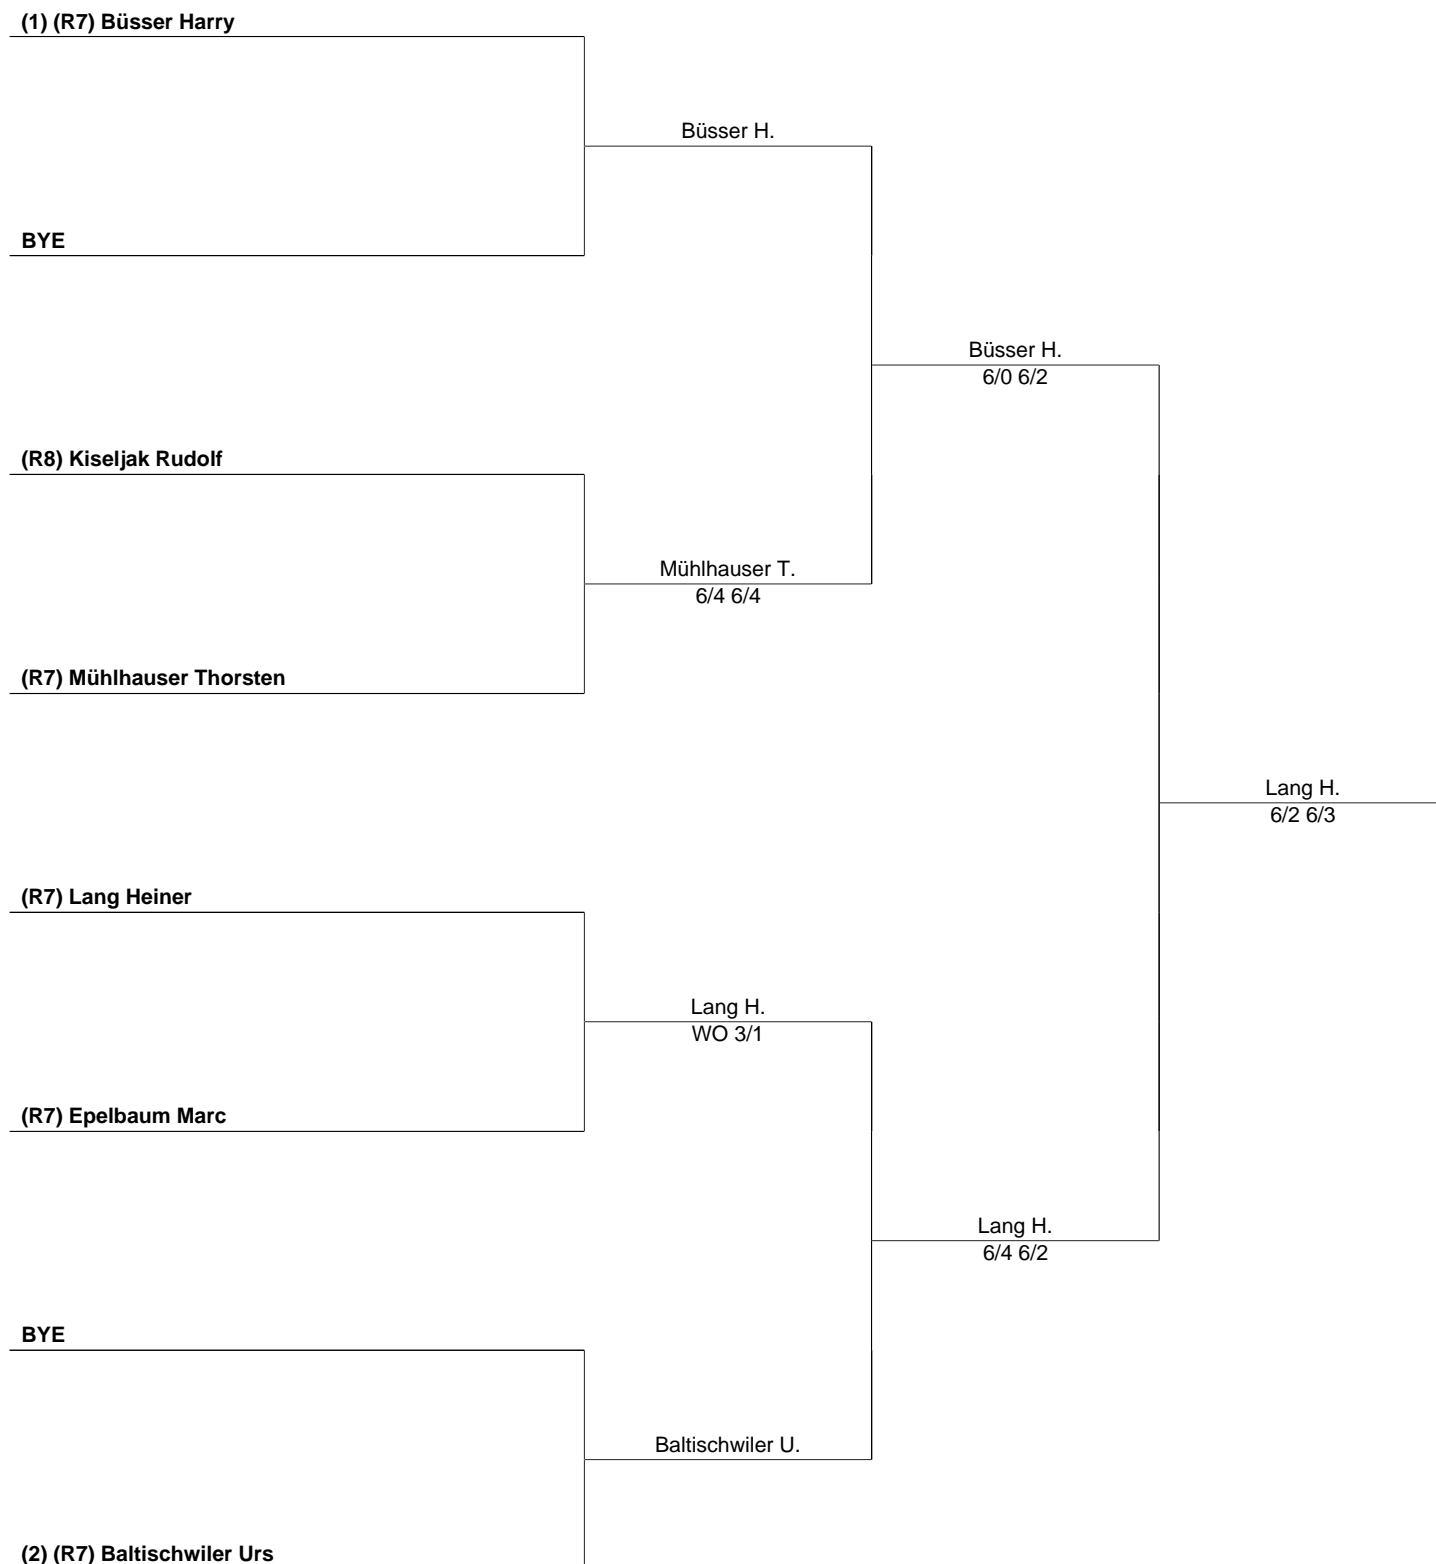 (1) (R7) Büsser Harry
Büsser H.
BYE
Büsser H.
6/0 6/2
(R8) Kiseljak Rudolf
Mühlhauser T.
6/4 6/4
(R7) Mühlhauser Thorsten
Lang H.
6/2 6/3
(R7) Lang Heiner
Lang H.
WO 3/1
(R7) Epelbaum Marc
Lang H.
6/4 6/2
BYE
Baltischwiler U.
(2) (R7) Baltischwiler Urs